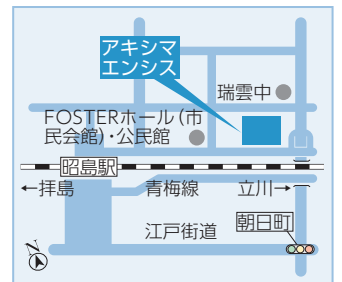 アキシマ
エンシス
瑞雲中
FOSTERホール(市
民会館)・公民館
昭島駅
←拝島
青梅線
立川→
江戸街道
朝日町
N